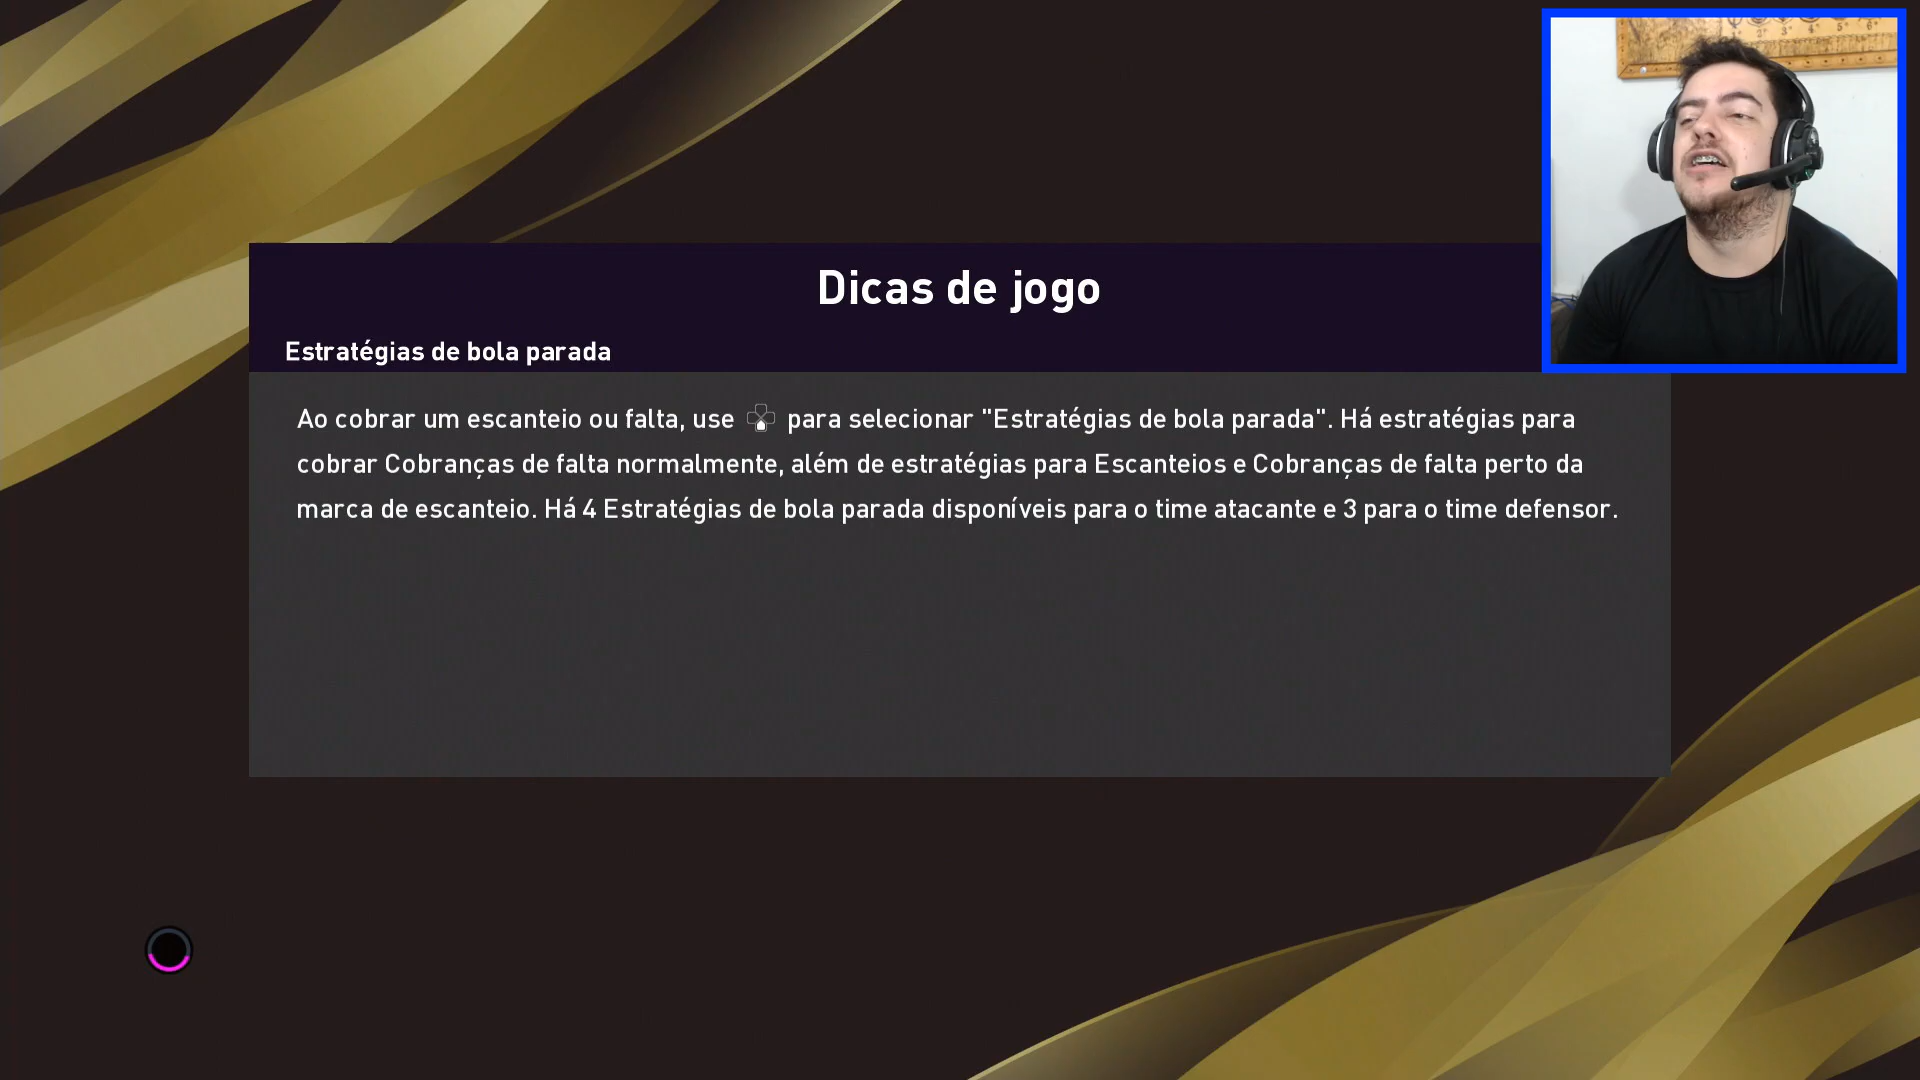 Dicas de jogo
Estratégias de bola parada
Ao cobrar um escanteio ou falta, use para selecionar "Estratégias de bola parada". Há estratégias para
cobrar Cobranças de falta normalmente, além de estratégias para Escanteios e Cobranças de falta perto da
marca de escanteio. Há 4 Estratégias de bola parada disponíveis para o time atacante e 3 para o time defensor.